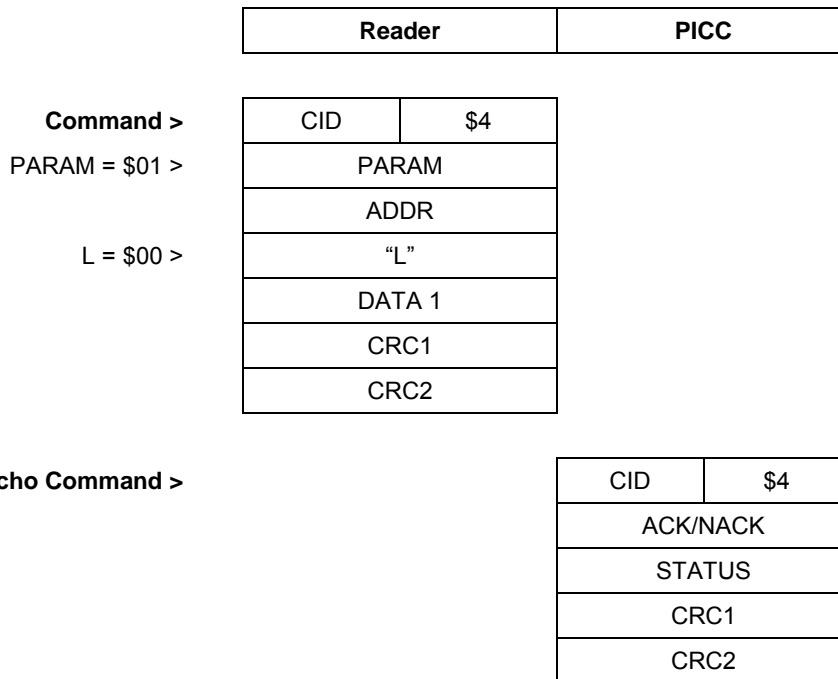 Reader PICC
Command > CID $4
PARAM = $01 > PARAM
ADDR
L = $00 > “L”
DATA 1
CRC1
CRC2
cho Command > CID $4
ACK/NACK
STATUS
CRC1
CRC2